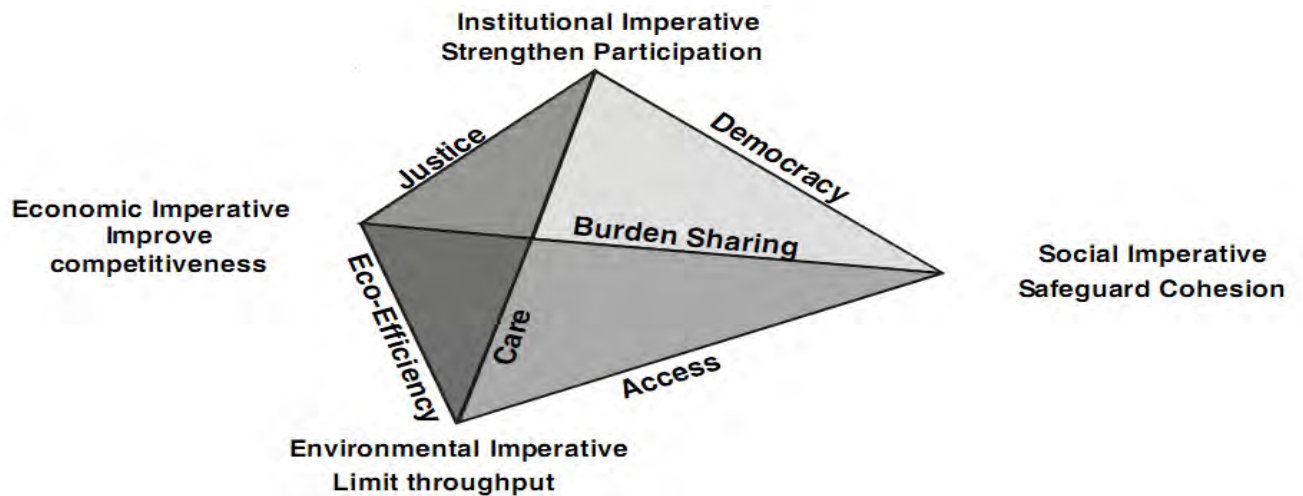 Institutional Imperative
Strengthen Participation
Justice
Democracy
Economic Imperative
Improve
competitiveness
Burden Sharing
Social Imperative
Safeguard Cohesion
Eco-Efficiency
Care
Access
Environmental Imperative
Limit throughput